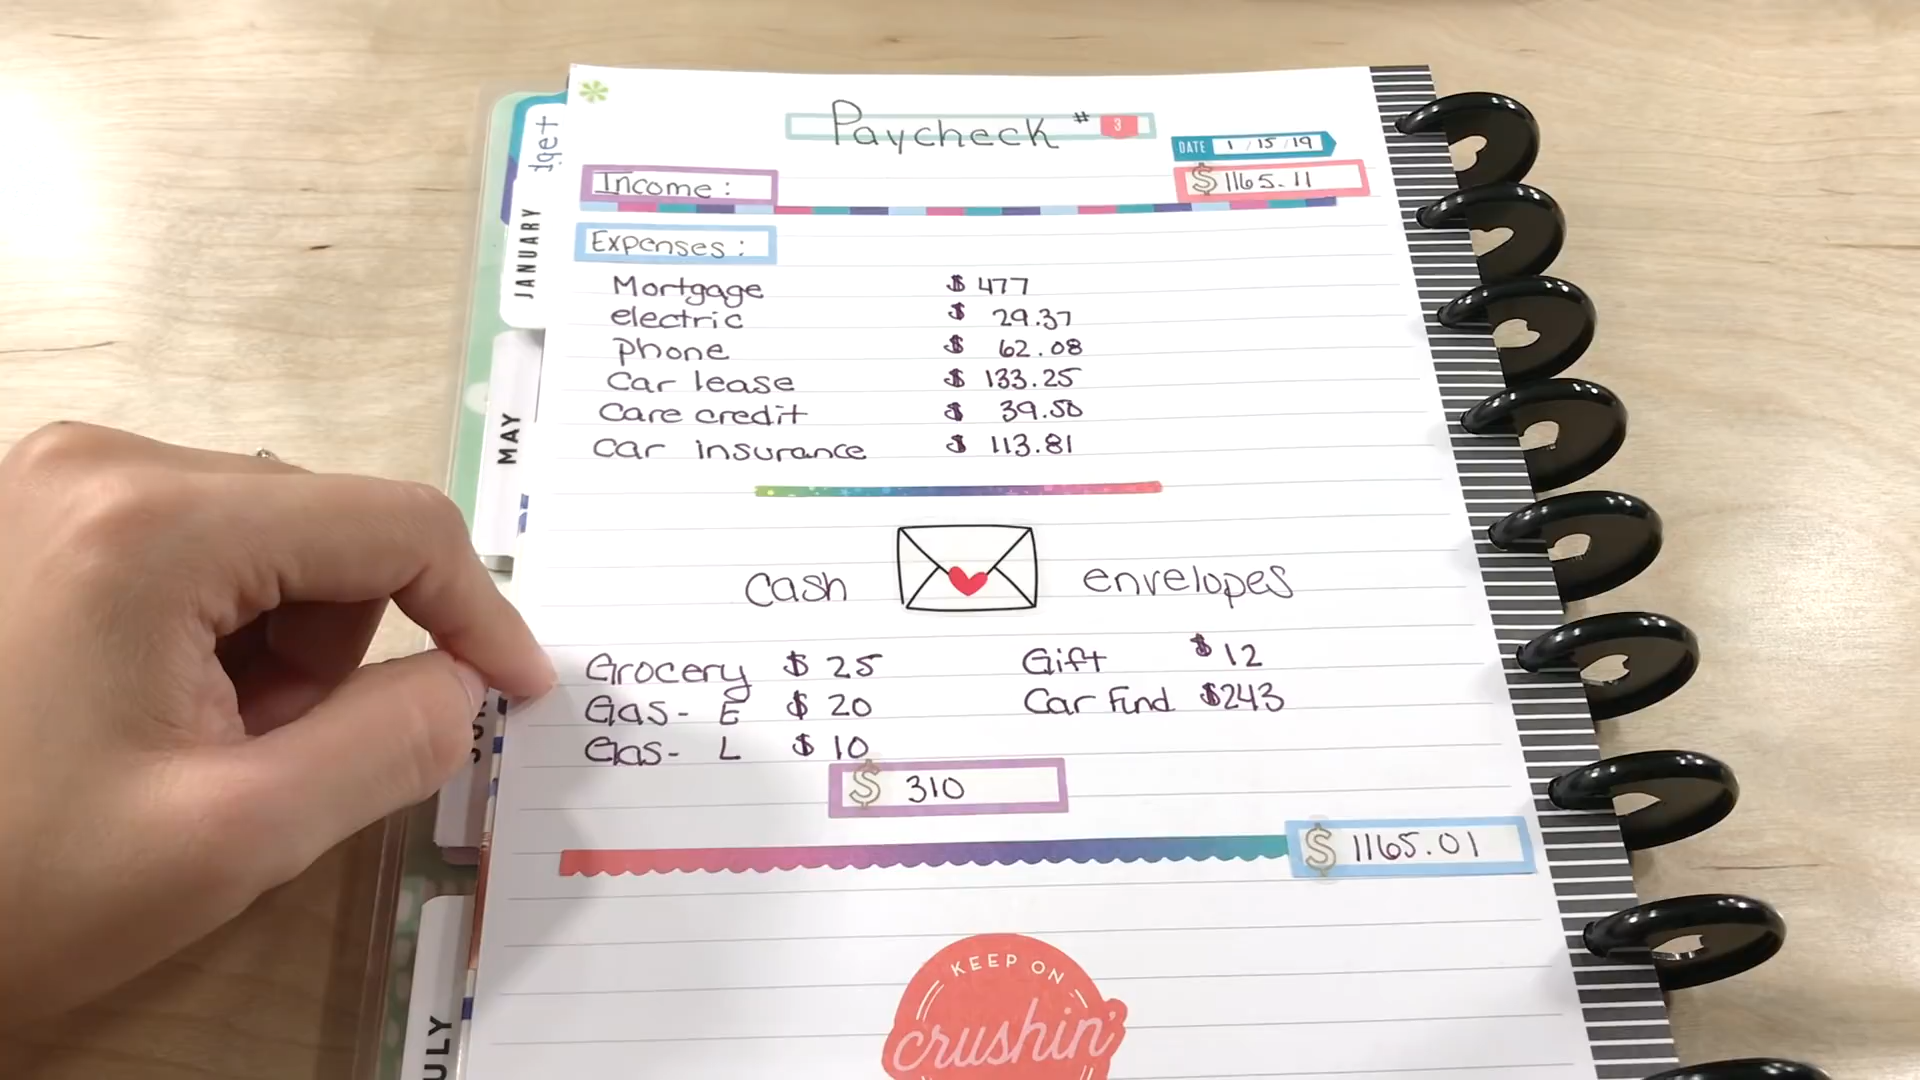 Paycheck # 3
DATE 1/15/19
Income: $ 1165.11
Expenses:
Mortgage $ 477
electric $ 29.37
phone $ 62.08
Car lease $ 133.25
Care credit $ 39.50
Car insurance $ 113.81
Cash envelopes
Grocery $ 25 Gift $ 12
Gas- E $ 20 Car Fund $243
Gas- L $ 10
$ 310
$ 1165.01
KEEP ON
crushin'
JANUARY
MAY
JULY